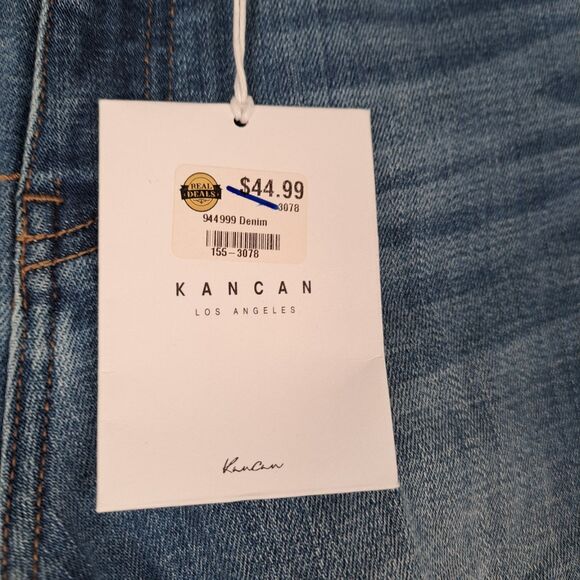 REAL
DEALS
$44.99
3078
944999 Denim
155-3078
KANCAN
LOS ANGELES
KanCan